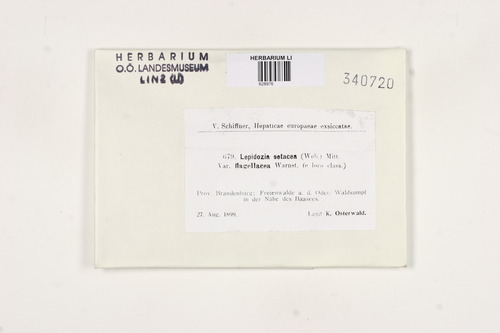 HERBARIUM
O.Ö. LANDESMUSEUM
LINZ (LI)
HERBARIUM LI
340720
V. Schiffner, Hepaticae europaeae exsiccatae.
679. Lepidozia setacea (Web.) Mitt.
Var. flagellacea Warnst. (e loco class.)
Prov. Brandenburg: Freienwalde a. d. Oder, Waldsumpf
in der Nähe des Baasees.
27. Aug. 1899. Legit K. Osterwald.